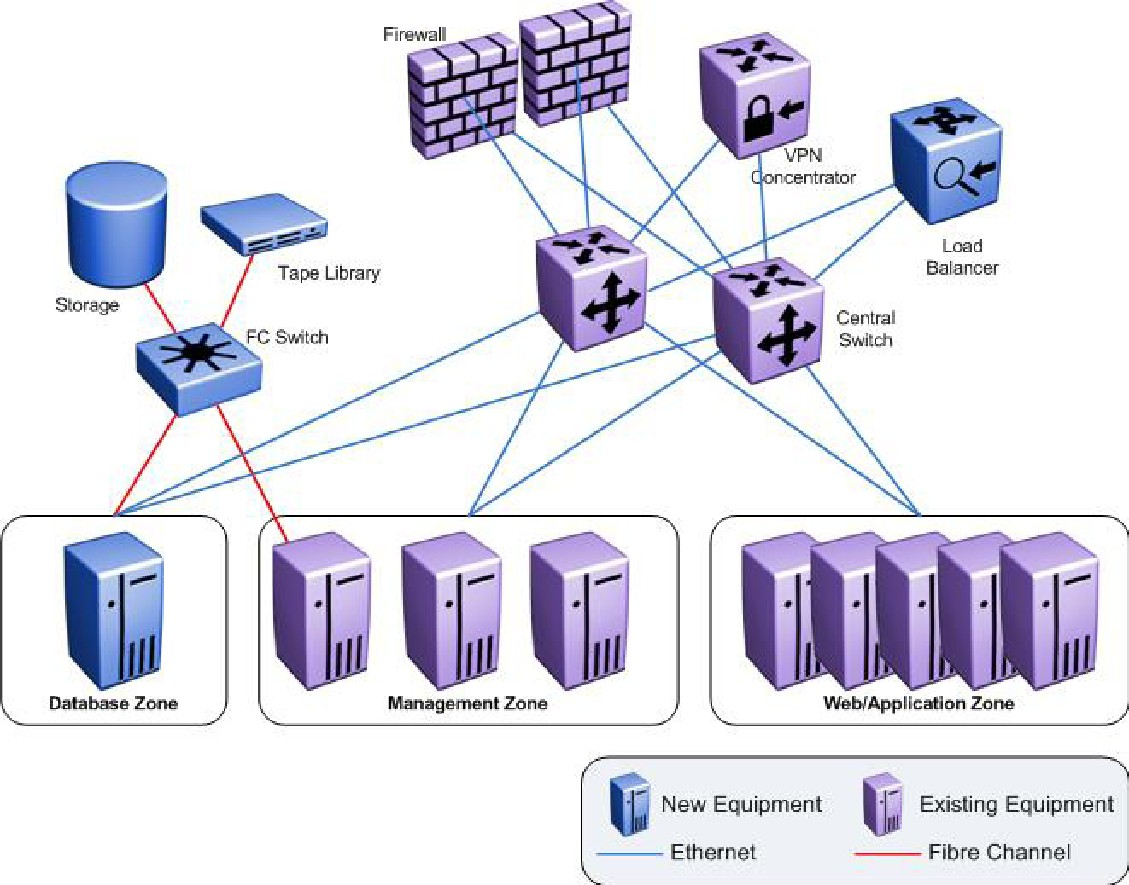 Firewall
VPN
Concentrator
Load
Balancer
Storage
Tape Library
FC Switch
Central
Switch
Database Zone
Management Zone
Web/Application Zone
New Equipment
Existing Equipment
Ethernet
Fibre Channel